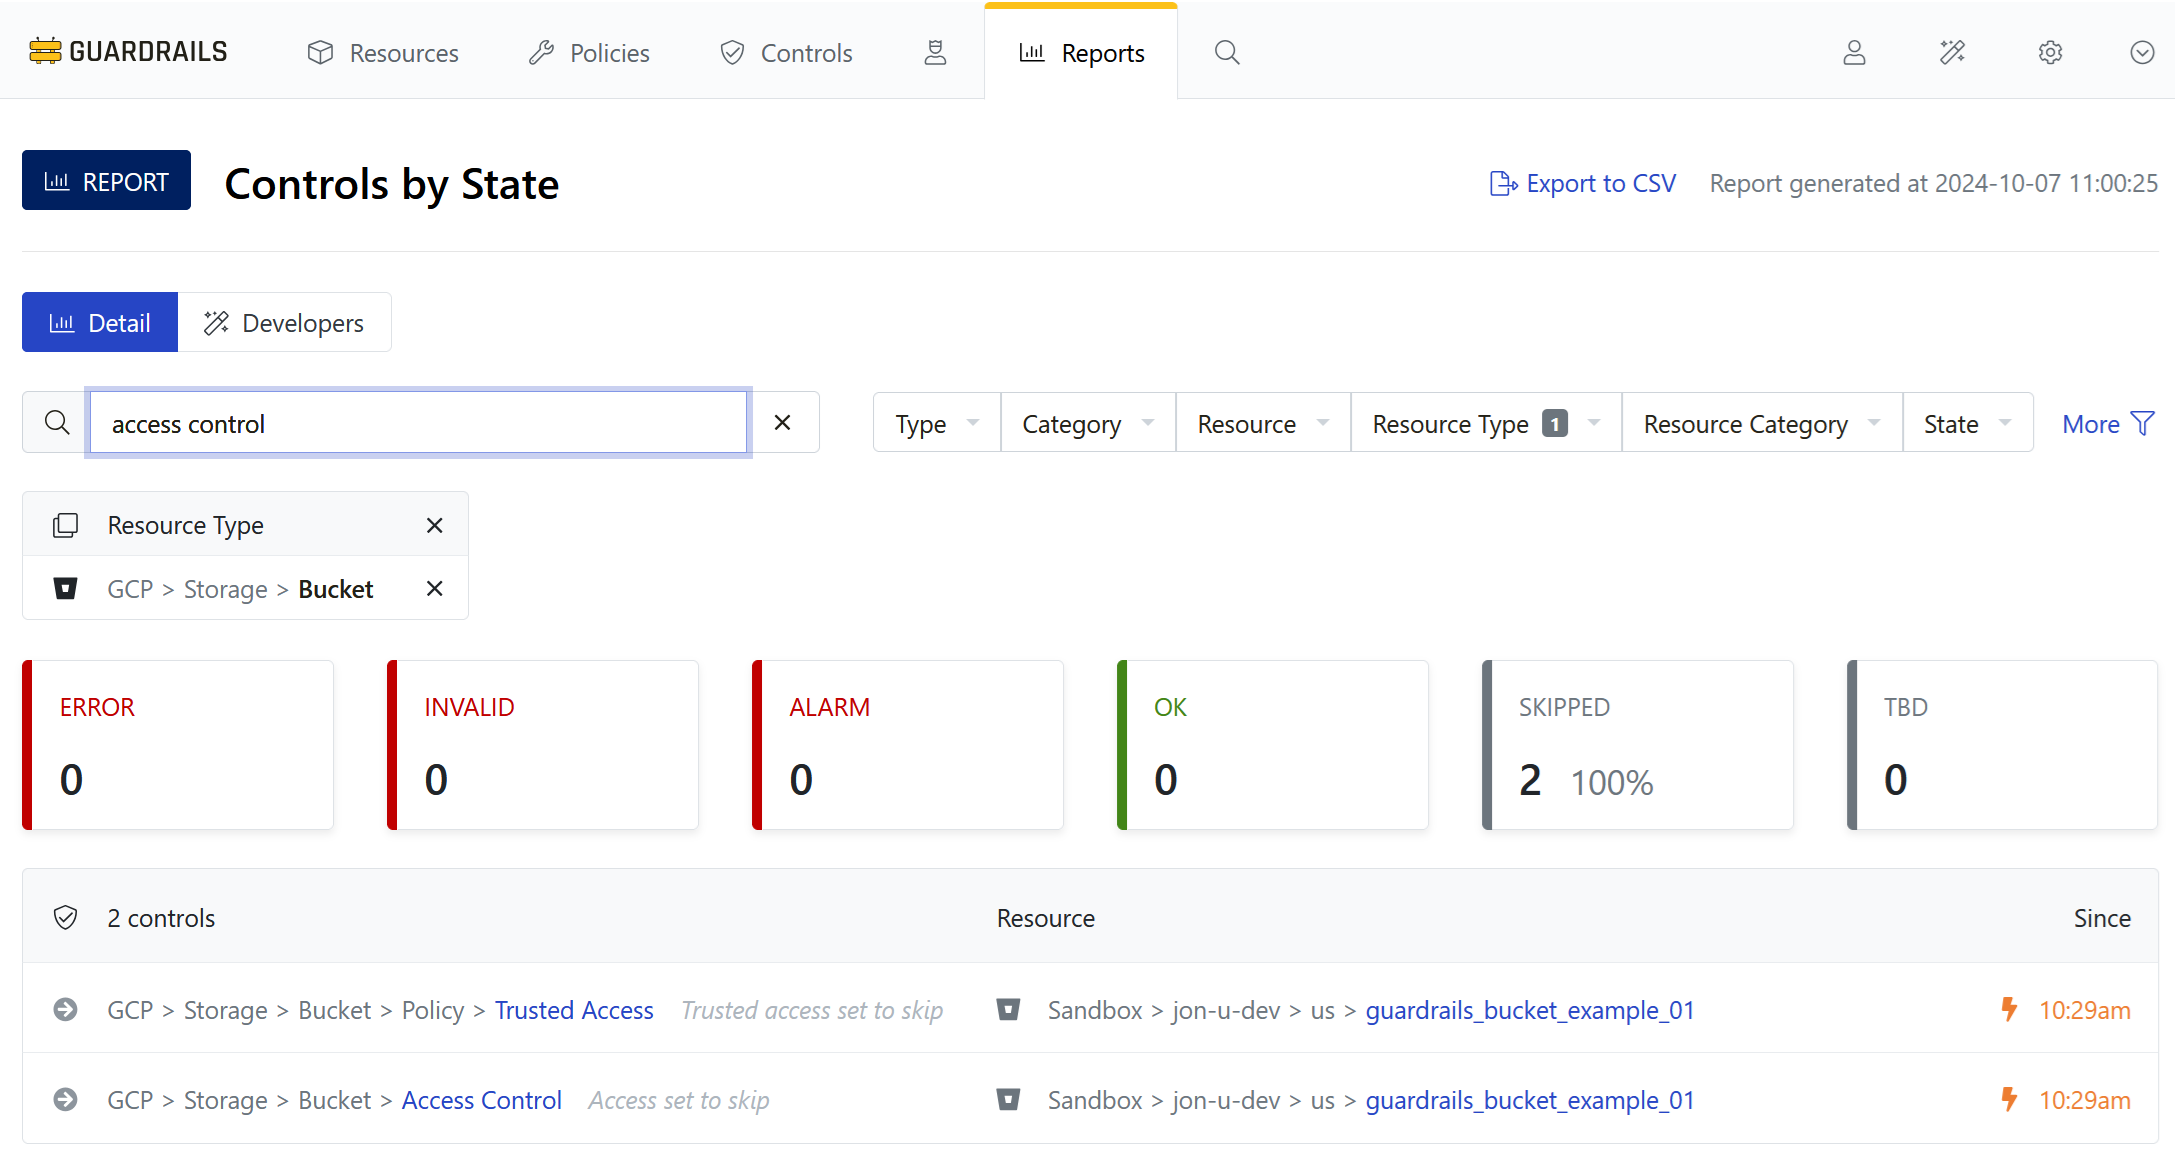 GUARDRAILS Resources Policies Controls Reports
REPORT Controls by State Export to CSV Report generated at 2024-10-07 11:00:25
Detail Developers
access control Type Category Resource Resource Type 1 Resource Category State More
Resource Type
GCP > Storage > Bucket
ERROR INVALID ALARM OK SKIPPED TBD
0 0 0 0 2 100% 0
2 controls Resource Since
GCP > Storage > Bucket > Policy > Trusted Access Trusted access set to skip Sandbox > jon-u-dev > us > guardrails_bucket_example_01 10:29am
GCP > Storage > Bucket > Access Control Access set to skip Sandbox > jon-u-dev > us > guardrails_bucket_example_01 10:29am